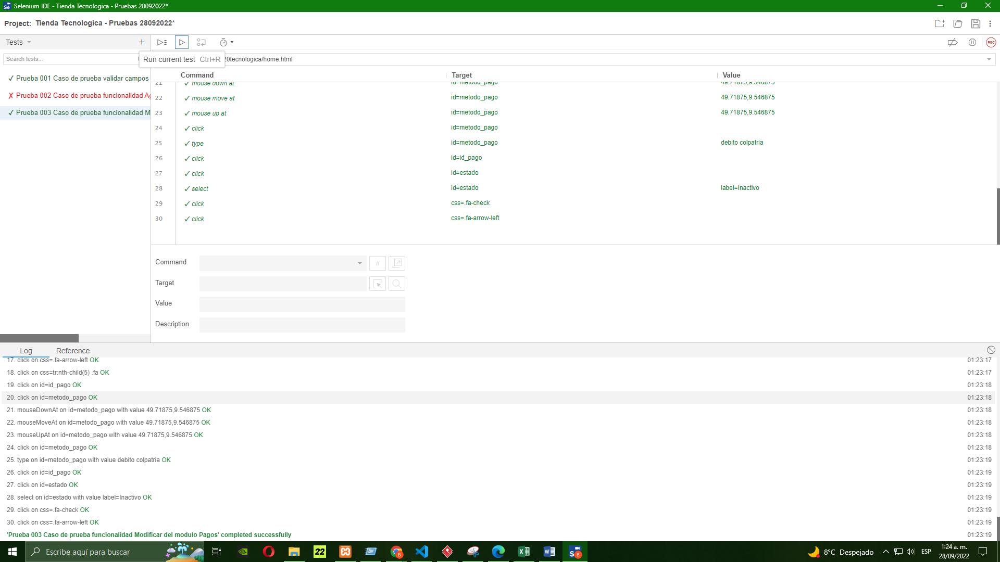 Selenium IDE - Tienda Tecnologica - Pruebas 28092022*
Project: Tienda Tecnologica - Pruebas 28092022*
Tests
REC
Search tests...
Run current test Ctrl+R
20tecnologica/home.html
Command Target Value
✓ Prueba 001 Caso de prueba validar campos
✗ Prueba 002 Caso de prueba funcionalidad Ag
✓ Prueba 003 Caso de prueba funcionalidad M
21 ✓ mouse down at id=metodo_pago 49.71875,9.546875
22 ✓ mouse move at id=metodo_pago 49.71875,9.546875
23 ✓ mouse up at id=metodo_pago 49.71875,9.546875
24 ✓ click id=metodo_pago
25 ✓ type id=metodo_pago debito colpatria
26 ✓ click id=id_pago
27 ✓ click id=estado
28 ✓ select id=estado label=Inactivo
29 ✓ click css=.fa-check
30 ✓ click css=.fa-arrow-left
Command //
Target
Value
Description
Log Reference
17. click on css=.fa-arrow-left OK 01:23:17
18. click on css=tr:nth-child(5) .fa OK 01:23:17
19. click on id=id_pago OK 01:23:18
20. click on id=metodo_pago OK 01:23:18
21. mouseDownAt on id=metodo_pago with value 49.71875,9.546875 OK 01:23:18
22. mouseMoveAt on id=metodo_pago with value 49.71875,9.546875 OK 01:23:18
23. mouseUpAt on id=metodo_pago with value 49.71875,9.546875 OK 01:23:18
24. click on id=metodo_pago OK 01:23:18
25. type on id=metodo_pago with value debito colpatria OK 01:23:19
26. click on id=id_pago OK 01:23:19
27. click on id=estado OK 01:23:19
28. select on id=estado with value label=Inactivo OK 01:23:19
29. click on css=.fa-check OK 01:23:19
30. click on css=.fa-arrow-left OK 01:23:19
'Prueba 003 Caso de prueba funcionalidad Modificar del modulo Pagos' completed successfully 01:23:19
Escribe aquí para buscar
22
8°C Despejado
ESP
1:24 a. m.
28/09/2022